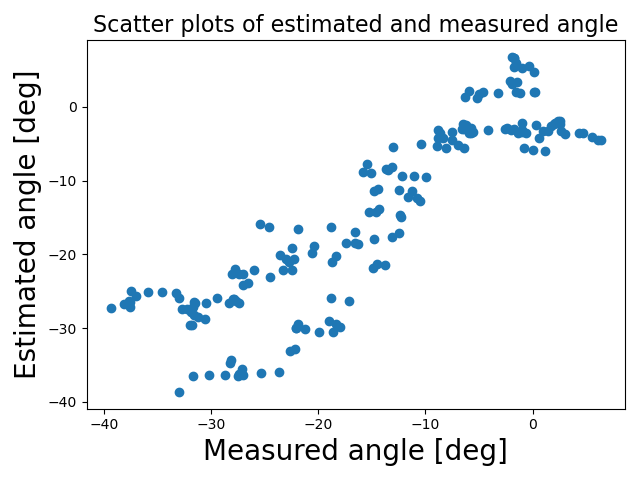 Scatter plots of estimated and measured angle
Estimated angle [deg]
0
−10
−20
−30
−40
−40 −30 −20 −10 0
Measured angle [deg]